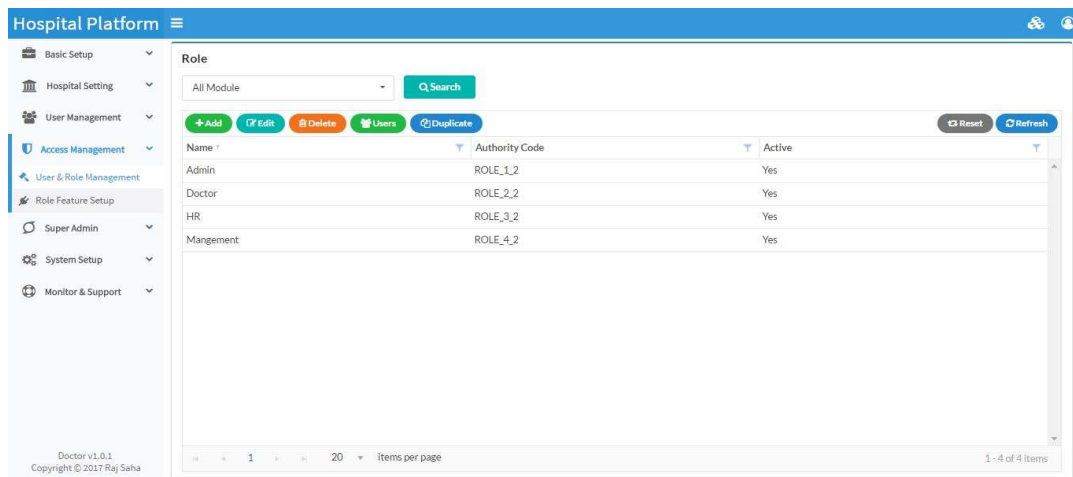 Hospital Platform
Basic Setup
Hospital Setting
User Management
Access Management
User & Role Management
Role Feature Setup
Super Admin
System Setup
Monitor & Support
Doctor v1.0.1
Copyright © 2017 Raj Saha
Role
All Module Search
+Add Edit Delete Users Duplicate Reset Refresh
Name ↑ Authority Code Active
Admin ROLE_1_2 Yes
Doctor ROLE_2_2 Yes
HR ROLE_3_2 Yes
Mangement ROLE_4_2 Yes
1 20 items per page 1 - 4 of 4 items